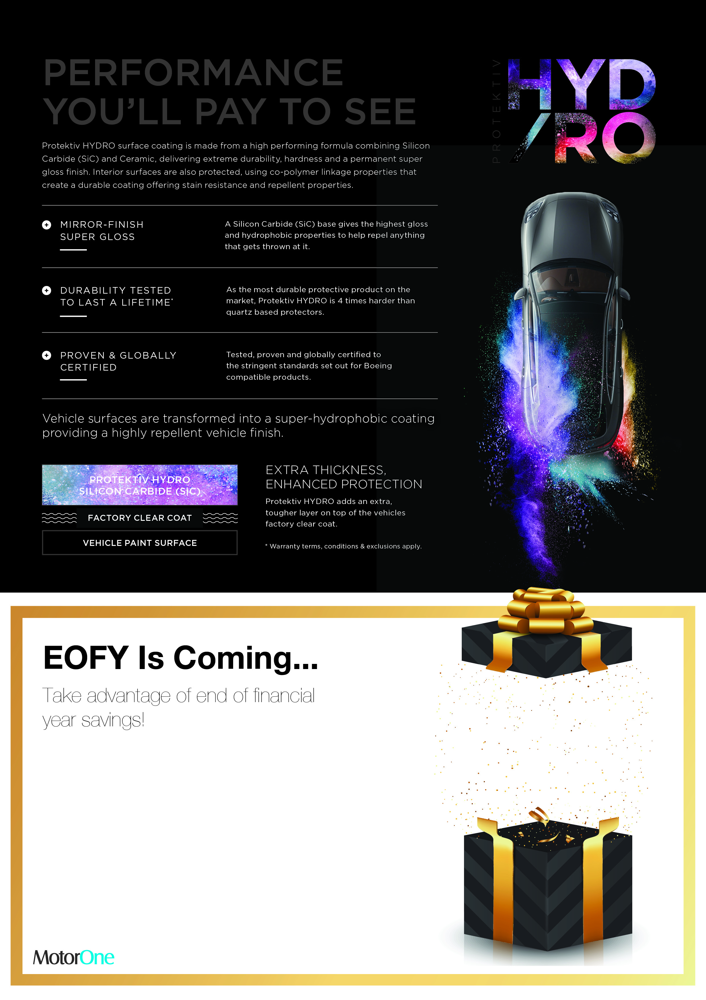 PERFORMANCE
YOU'LL PAY TO SEE
PROTEKTIV
HYD
/RO
Protektiv HYDRO surface coating is made from a high performing formula combining Silicon
Carbide (SiC) and Ceramic, delivering extreme durability, hardness and a permanent super
gloss finish. Interior surfaces are also protected, using co-polymer linkage properties that
create a durable coating offering stain resistance and repellent properties.
MIRROR-FINISH
SUPER GLOSS
A Silicon Carbide (SiC) base gives the highest gloss
and hydrophobic properties to help repel anything
that gets thrown at it.
DURABILITY TESTED
TO LAST A LIFETIME*
As the most durable protective product on the
market, Protektiv HYDRO is 4 times harder than
quartz based protectors.
PROVEN & GLOBALLY
CERTIFIED
Tested, proven and globally certified to
the stringent standards set out for Boeing
compatible products.
Vehicle surfaces are transformed into a super-hydrophobic coating
providing a highly repellent vehicle finish.
PROTEKTIV HYDRO
SILICON CARBIDE (SiC)
FACTORY CLEAR COAT
VEHICLE PAINT SURFACE
EXTRA THICKNESS,
ENHANCED PROTECTION
Protektiv HYDRO adds an extra,
tougher layer on top of the vehicles
factory clear coat.
* Warranty terms, conditions & exclusions apply.
EOFY Is Coming...
Take advantage of end of financial
year savings!
MotorOne